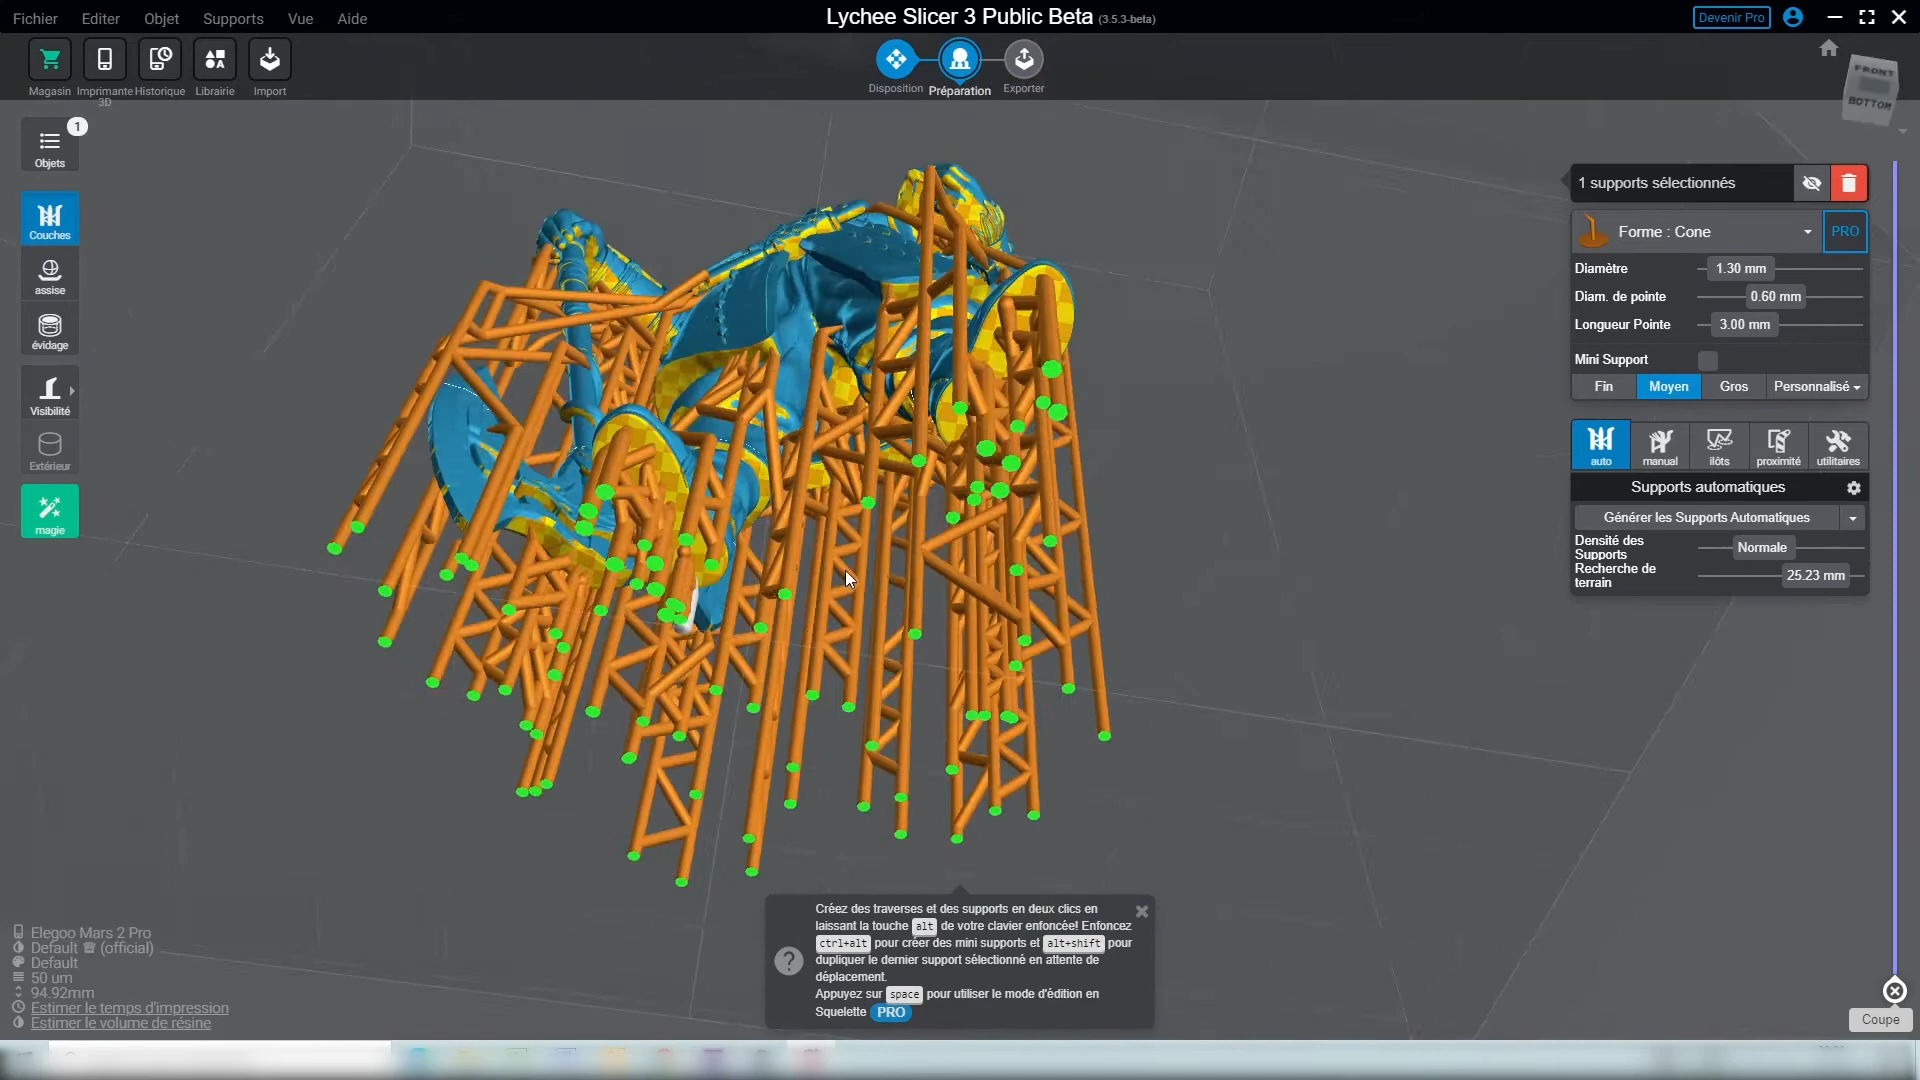 Fichier Editer Objet Supports Vue Aide
Lychee Slicer 3 Public Beta (3.5.3-beta)
Devenir Pro
Magasin
Imprimante 3D
Historique
Librairie
Import
Disposition
Préparation
Exporter
FRONT
BOTTOM
1
Objets
Couches
assise
évidage
Visibilité
Extérieur
magie
1 supports sélectionnés
Forme : Cone
PRO
Diamètre 1.30 mm
Diam. de pointe 0.60 mm
Longueur Pointe 3.00 mm
Mini Support
Fin Moyen Gros Personnalisé
auto manual ilôts proximité utilitaires
Supports automatiques
Générer les Supports Automatiques
Densité des Supports Normale
Recherche de terrain 25.23 mm
Créez des traverses et des supports en deux clics en
laissant la touche alt de votre clavier enfoncée! Enfoncez
ctrl+alt pour créer des mini supports et alt+shift pour
dupliquer le dernier support sélectionné en attente de
déplacement.
Appuyez sur space pour utiliser le mode d'édition en
Squelette PRO
?
Elegoo Mars 2 Pro
Default (official)
Default
50 um
94.92mm
Estimer le temps d'impression
Estimer le volume de résine
Coupe